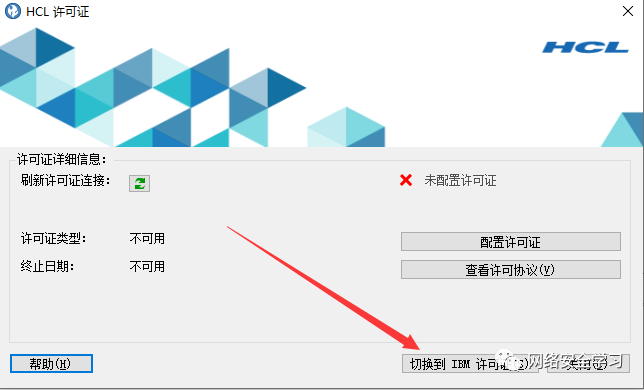 HCL 许可证
HCL
许可证详细信息:
刷新许可证连接:
未配置许可证
许可证类型: 不可用
配置许可证
终止日期: 不可用
查看许可协议(V)
帮助(H)
切换到 IBM 许可证
网络安全学习